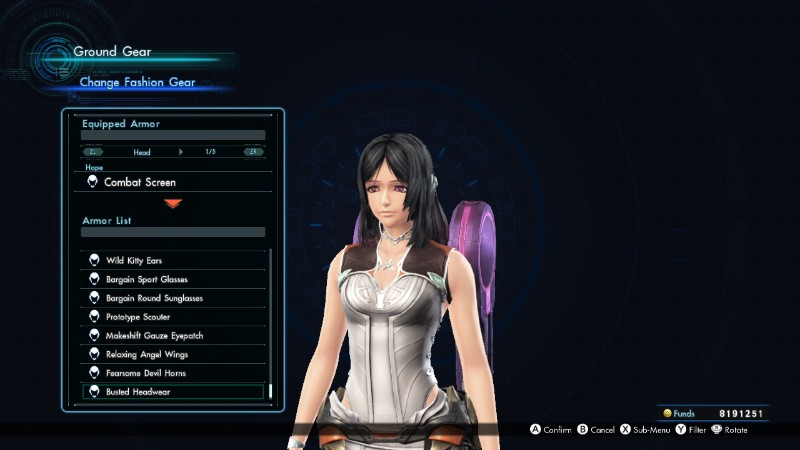 Ground Gear
Change Fashion Gear
Equipped Armor
ZL Head 1/5 ZR
Hope
Combat Screen
Armor List
Wild Kitty Ears
Bargain Sport Glasses
Bargain Round Sunglasses
Prototype Scouter
Makeshift Gauze Eyepatch
Relaxing Angel Wings
Fearsome Devil Horns
Busted Headwear
Funds 8191251
A Confirm B Cancel X Sub-Menu Y Filter R Rotate